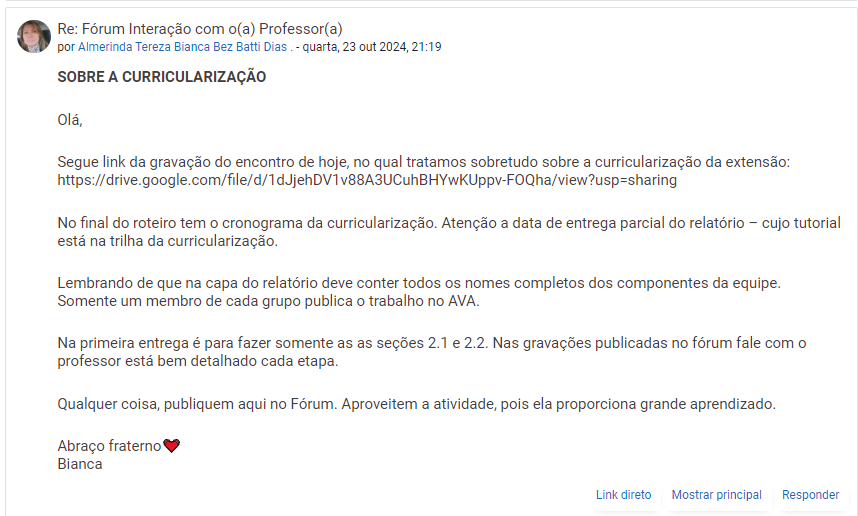 Re: Fórum Interação com o(a) Professor(a)
por Almerinda Tereza Bianca Bez Batti Dias . - quarta, 23 out 2024, 21:19
SOBRE A CURRICULARIZAÇÃO
Olá,
Segue link da gravação do encontro de hoje, no qual tratamos sobretudo sobre a curricularização da extensão:
https://drive.google.com/file/d/1dJjehDV1v88A3UCuhBHYwKUppv-FOQha/view?usp=sharing
No final do roteiro tem o cronograma da curricularização. Atenção a data de entrega parcial do relatório – cujo tutorial
está na trilha da curricularização.
Lembrando de que na capa do relatório deve conter todos os nomes completos dos componentes da equipe.
Somente um membro de cada grupo publica o trabalho no AVA.
Na primeira entrega é para fazer somente as as seções 2.1 e 2.2. Nas gravações publicadas no fórum fale com o
professor está bem detalhado cada etapa.
Qualquer coisa, publiquem aqui no Fórum. Aproveitem a atividade, pois ela proporciona grande aprendizado.
Abraço fraterno
Bianca
Link direto Mostrar principal Responder